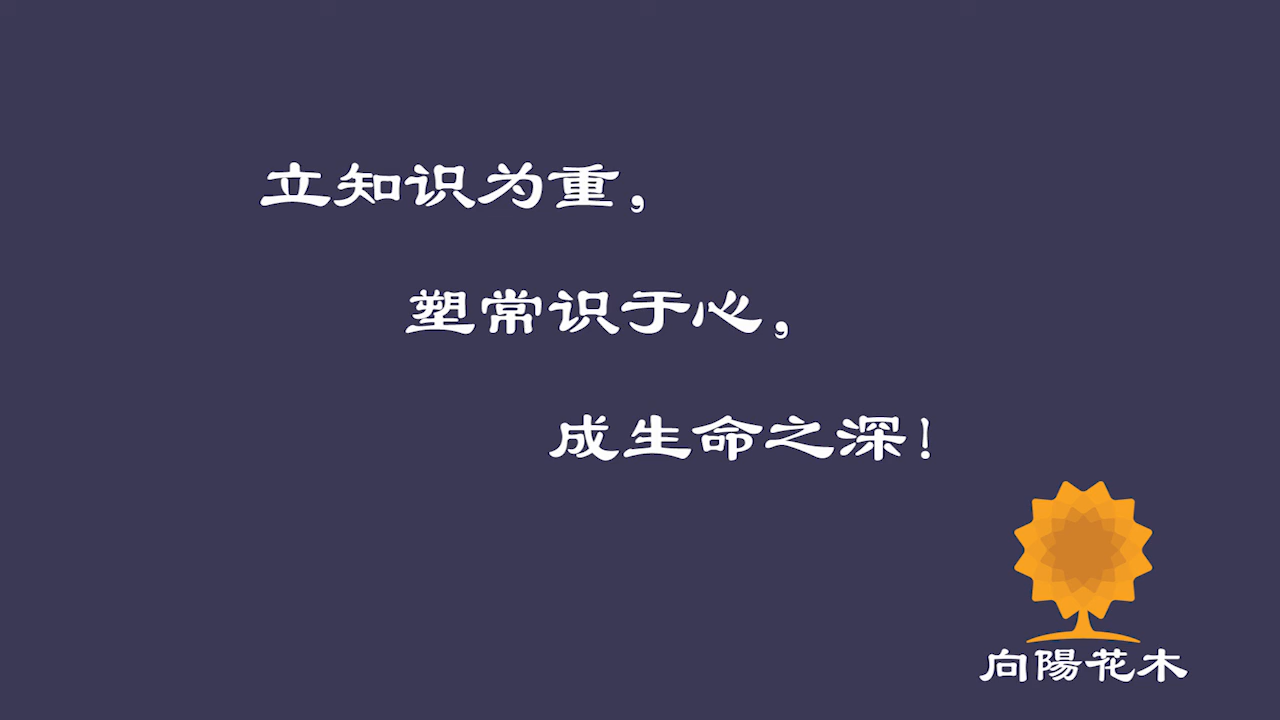 立知识为重，
塑常识于心，
成生命之深！
向陽花木